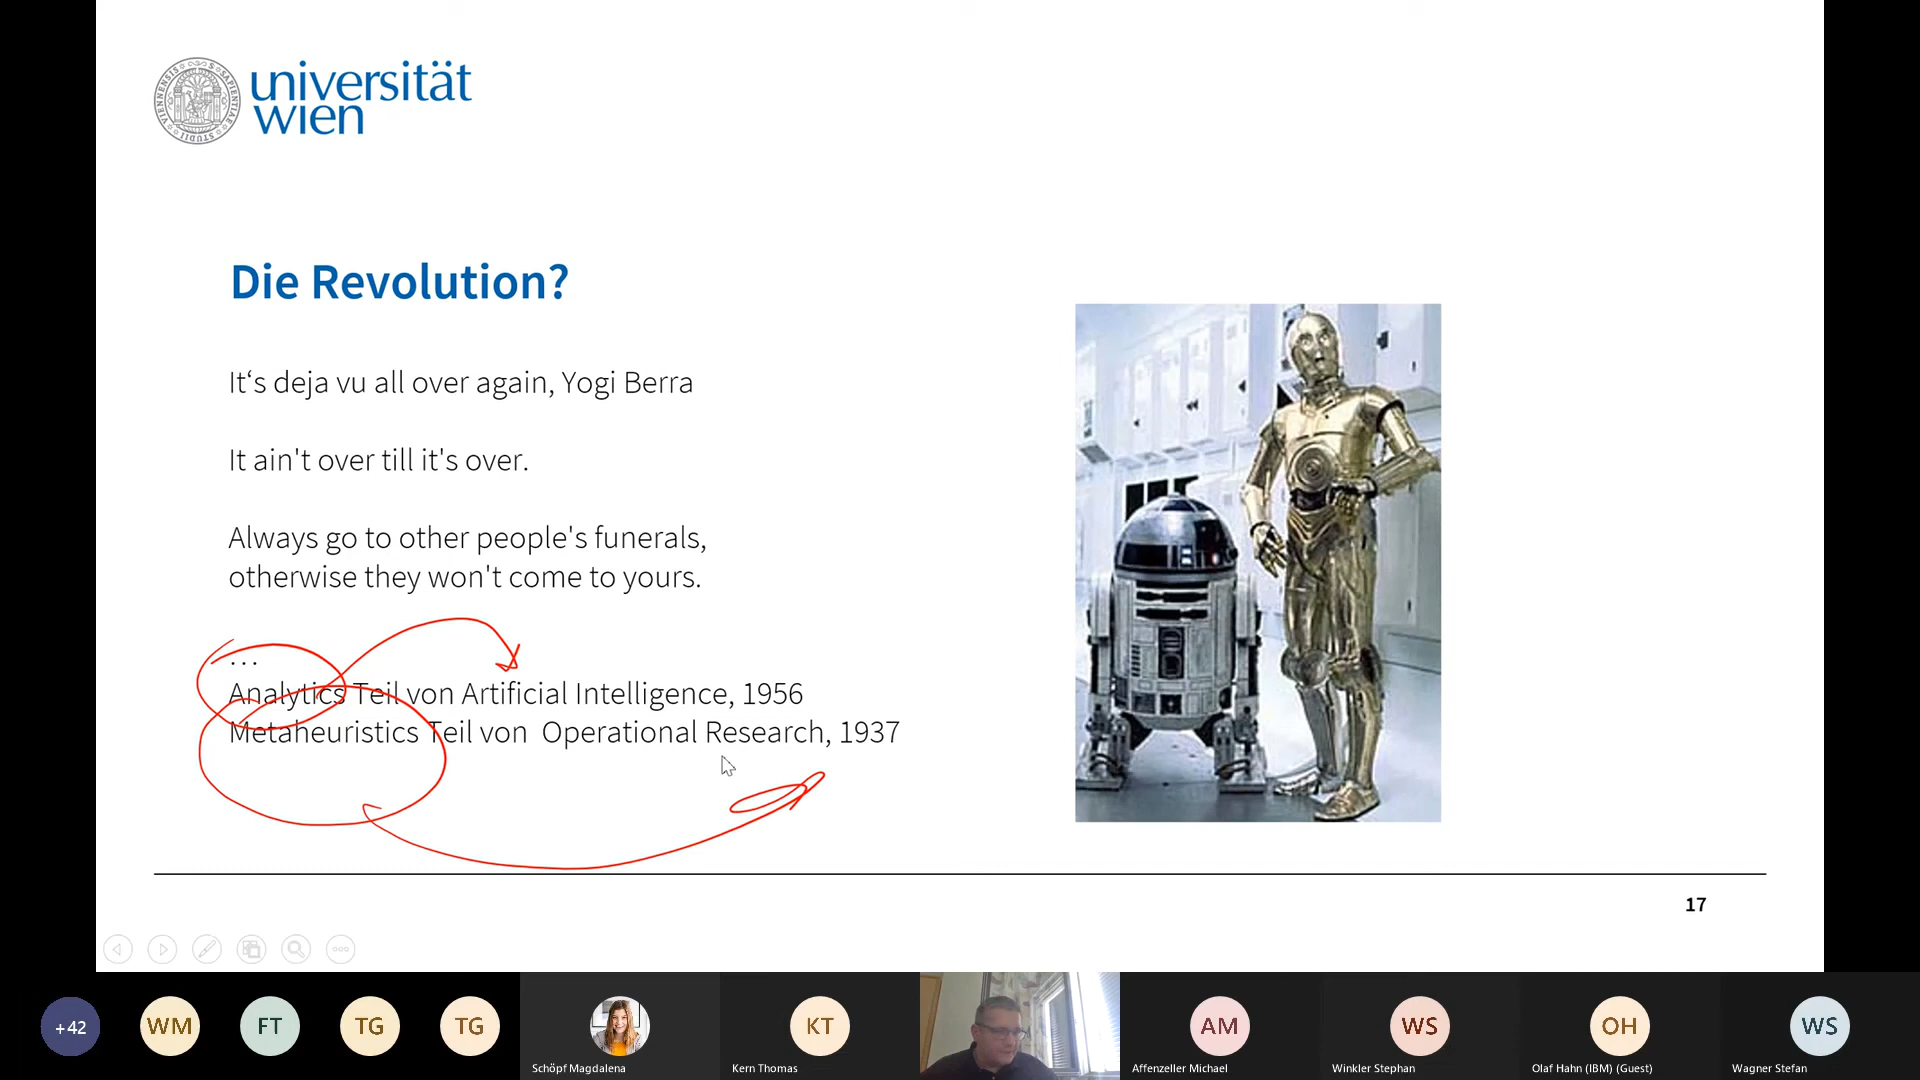 universität
wien
Die Revolution?
It‘s deja vu all over again, Yogi Berra
It ain't over till it's over.
Always go to other people's funerals,
otherwise they won't come to yours.
...
Analytics Teil von Artificial Intelligence, 1956
Metaheuristics Teil von Operational Research, 1937
17
+42
WM
FT
TG
TG
Schöpf Magdalena
KT
Kern Thomas
AM
Affenzeller Michael
WS
Winkler Stephan
OH
Olaf Hahn (IBM) (Guest)
WS
Wagner Stefan